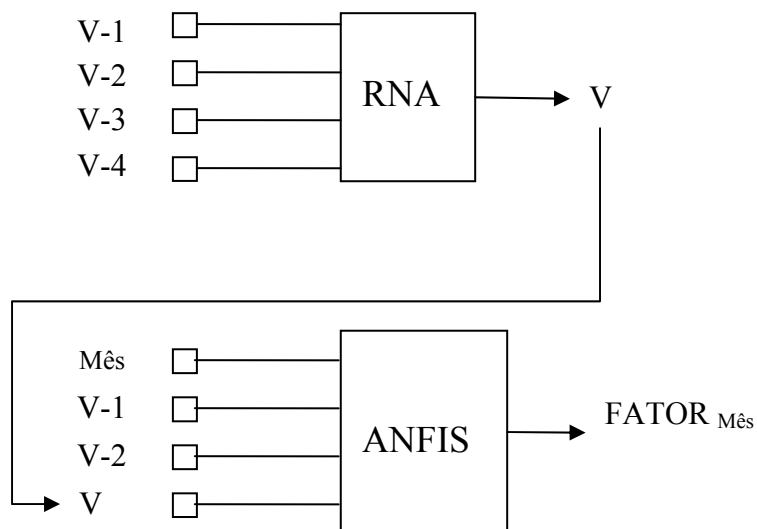 V-1
V-2
V-3
V-4
RNA
V
Mês
V-1
V-2
V
ANFIS
FATOR Mês